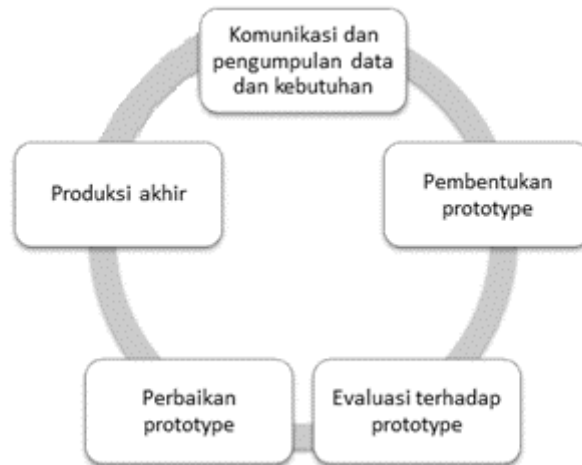 Komunikasi dan
pengumpulan data
dan kebutuhan
Pembentukan
prototype
Evaluasi terhadap
prototype
Perbaikan
prototype
Produksi akhir